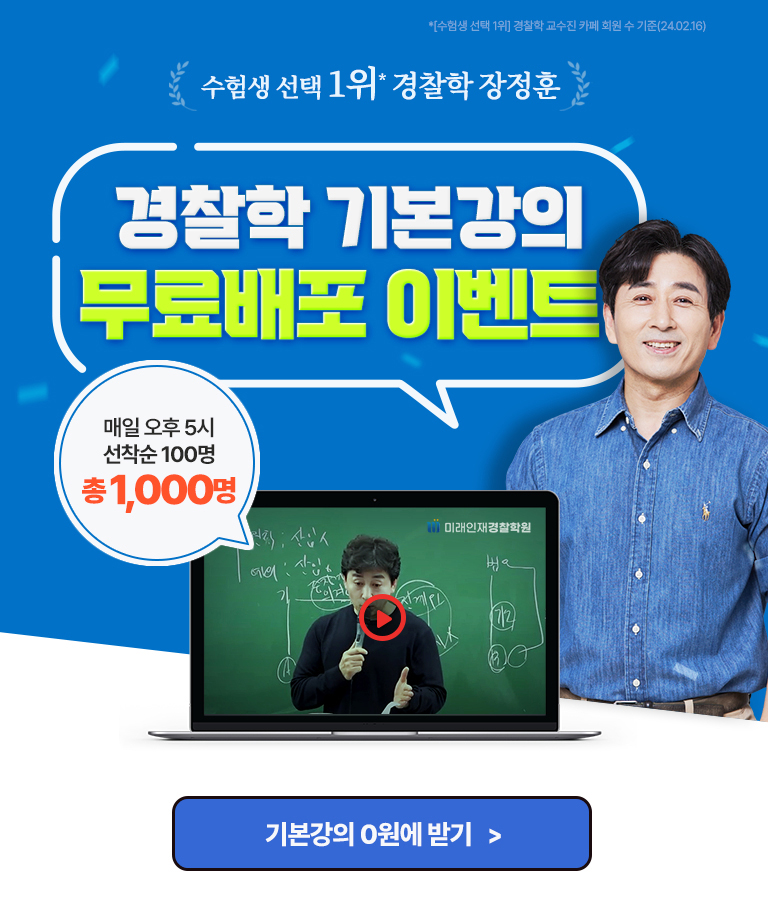 *[수험생 선택 1위] 경찰학 교수진 카페 회원 수 기준(24.02.16)
수험생 선택 1위* 경찰학 장정훈
경찰학 기본강의
무료배포 이벤트
매일 오후 5시
선착순 100명
총 1,000명
미래인재경찰학원
기본강의 0원에 받기 >